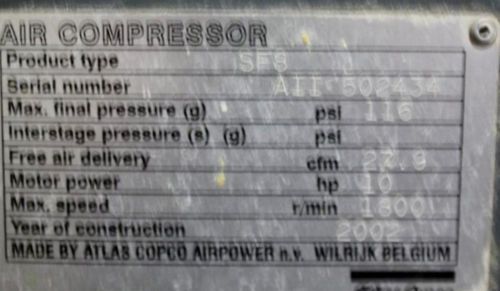 AIR COMPRESSOR
Product type SF8
Serial number AII 502434
Max. final pressure (g) psi 116
Interstage pressure (s) (g) psi
Free air delivery cfm 27.9
Motor power hp 10
Max. speed r/min 1800
Year of construction 2002
MADE BY ATLAS COPCO AIRPOWER n.v. WILRIJK BELGIUM